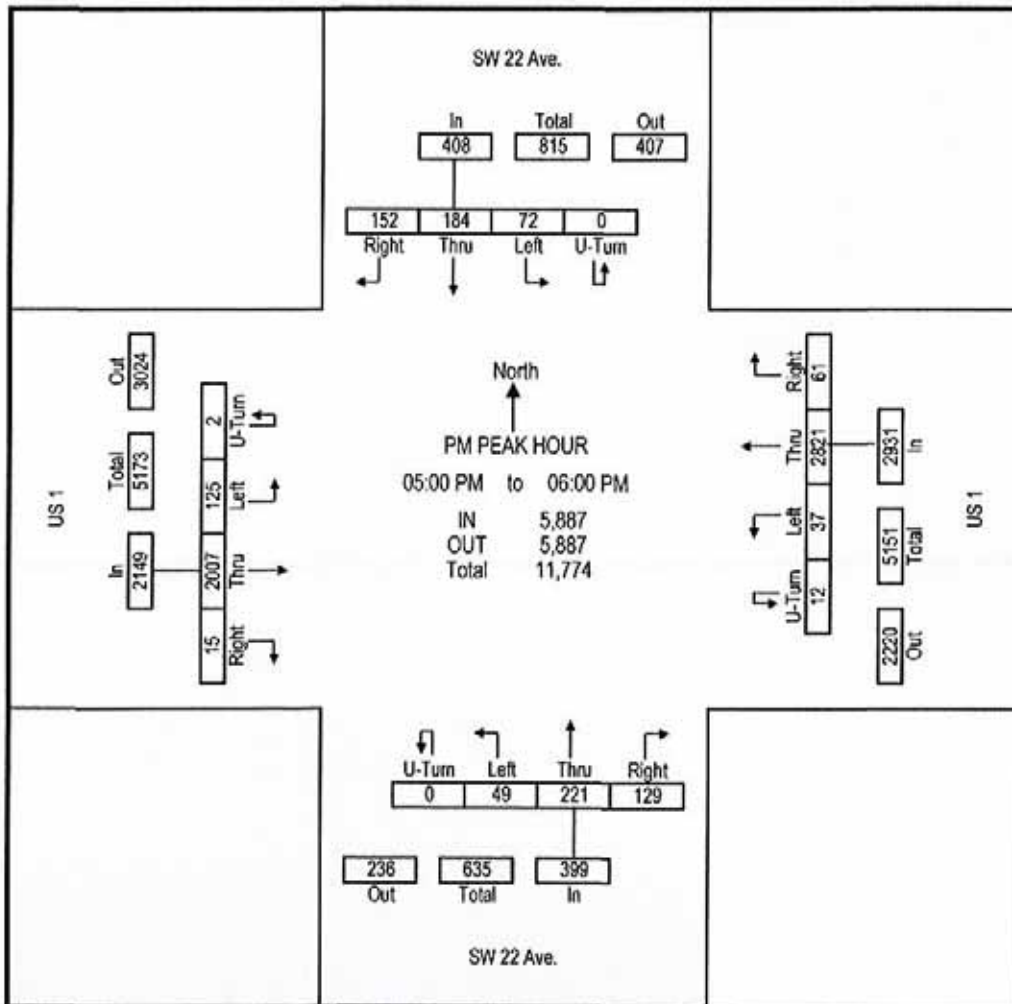 SW 22 Ave.
In Total Out
408 815 407
152 184 72 0
Right Thru Left U-Turn
Out
3024
Total
5173
In
2149
US 1
2
U-Turn
125
Left
2007
Thru
15
Right
North
PM PEAK HOUR
05:00 PM to 06:00 PM
IN 5,887
OUT 5,887
Total 11,774
Right
61
Thru
2821
Left
37
U-Turn
12
2931
In
5151
Total
2220
Out
US 1
U-Turn Left Thru Right
0 49 221 129
236 635 399
Out Total In
SW 22 Ave.